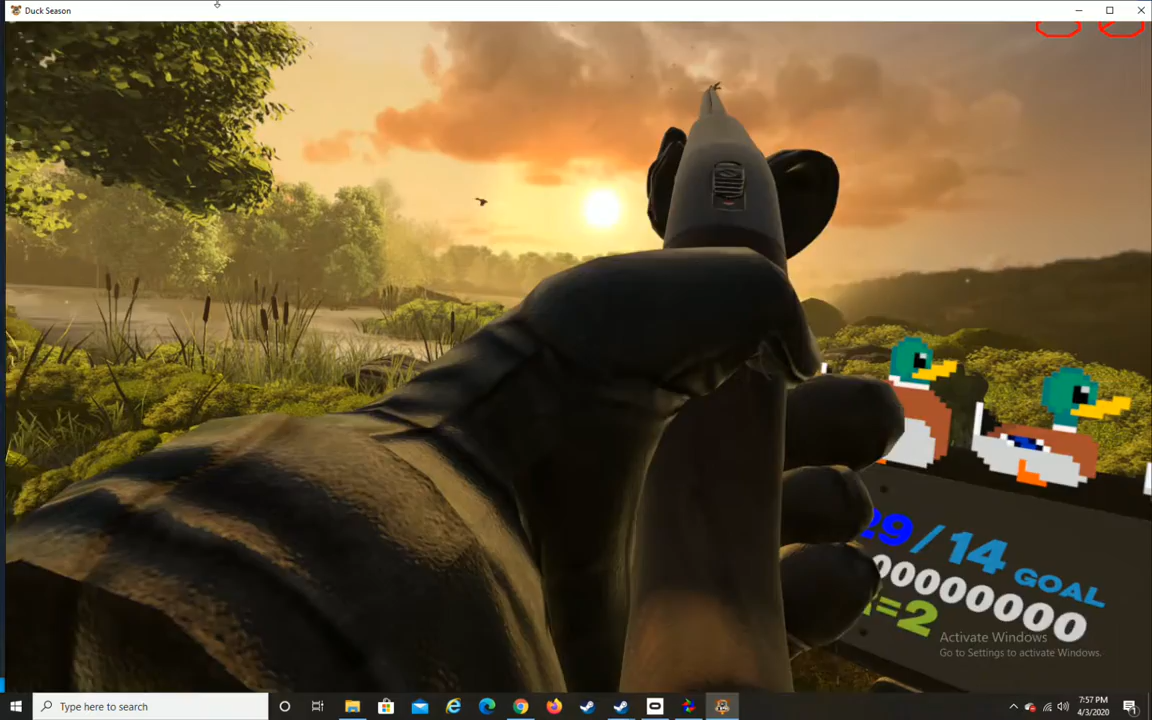 Duck Season
29/14 GOAL
00000000
=2
Activate Windows
Go to Settings to activate Windows.
Type here to search
7:57 PM
4/3/2020